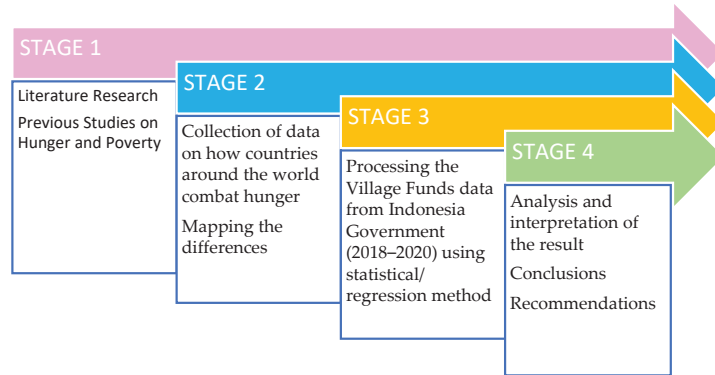 STAGE 1
Literature Research
Previous Studies on
Hunger and Poverty
STAGE 2
Collection of data
on how countries
around the world
combat hunger
Mapping the
differences
STAGE 3
Processing the
Village Funds data
from Indonesia
Government
(2018–2020) using
statistical/
regression method
STAGE 4
Analysis and
interpretation of
the result
Conclusions
Recommendations